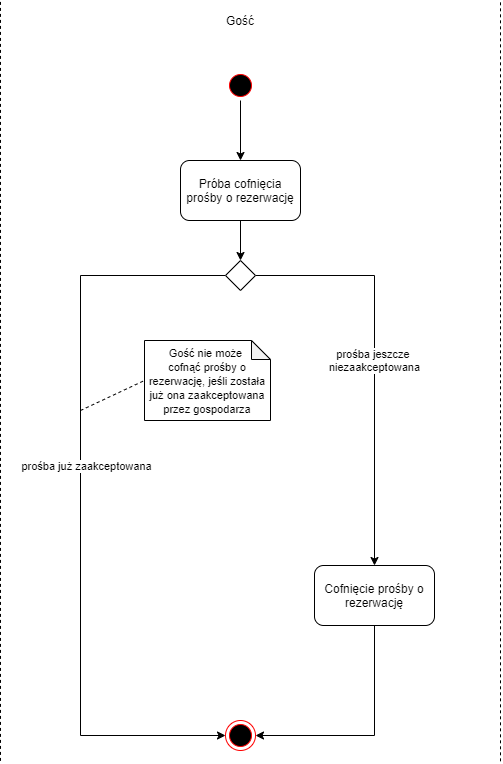 Gość
Próba cofnięcia
prośby o rezerwację
Gość nie może
cofnąć prośby o
rezerwację, jeśli została
już ona zaakceptowana
przez gospodarza
prośba jeszcze
niezaakceptowana
prośba już zaakceptowana
Cofnięcie prośby o
rezerwację